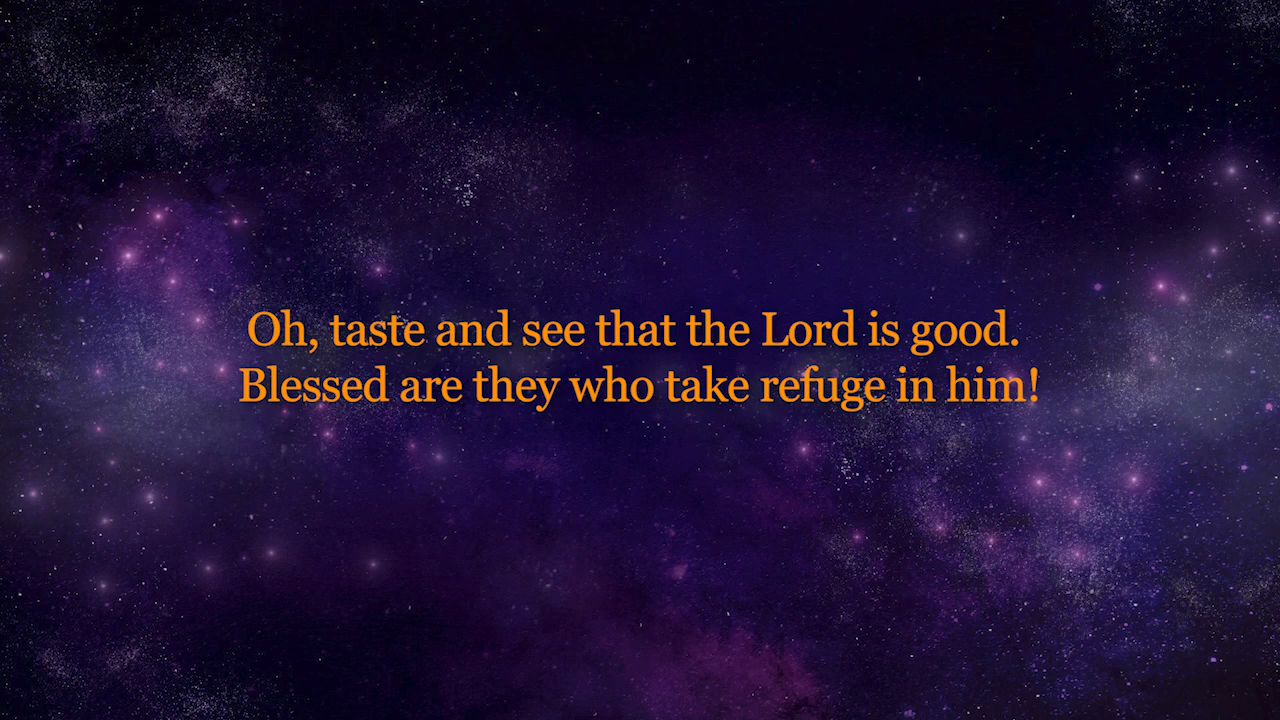 Oh, taste and see that the Lord is good.
Blessed are they who take refuge in him!